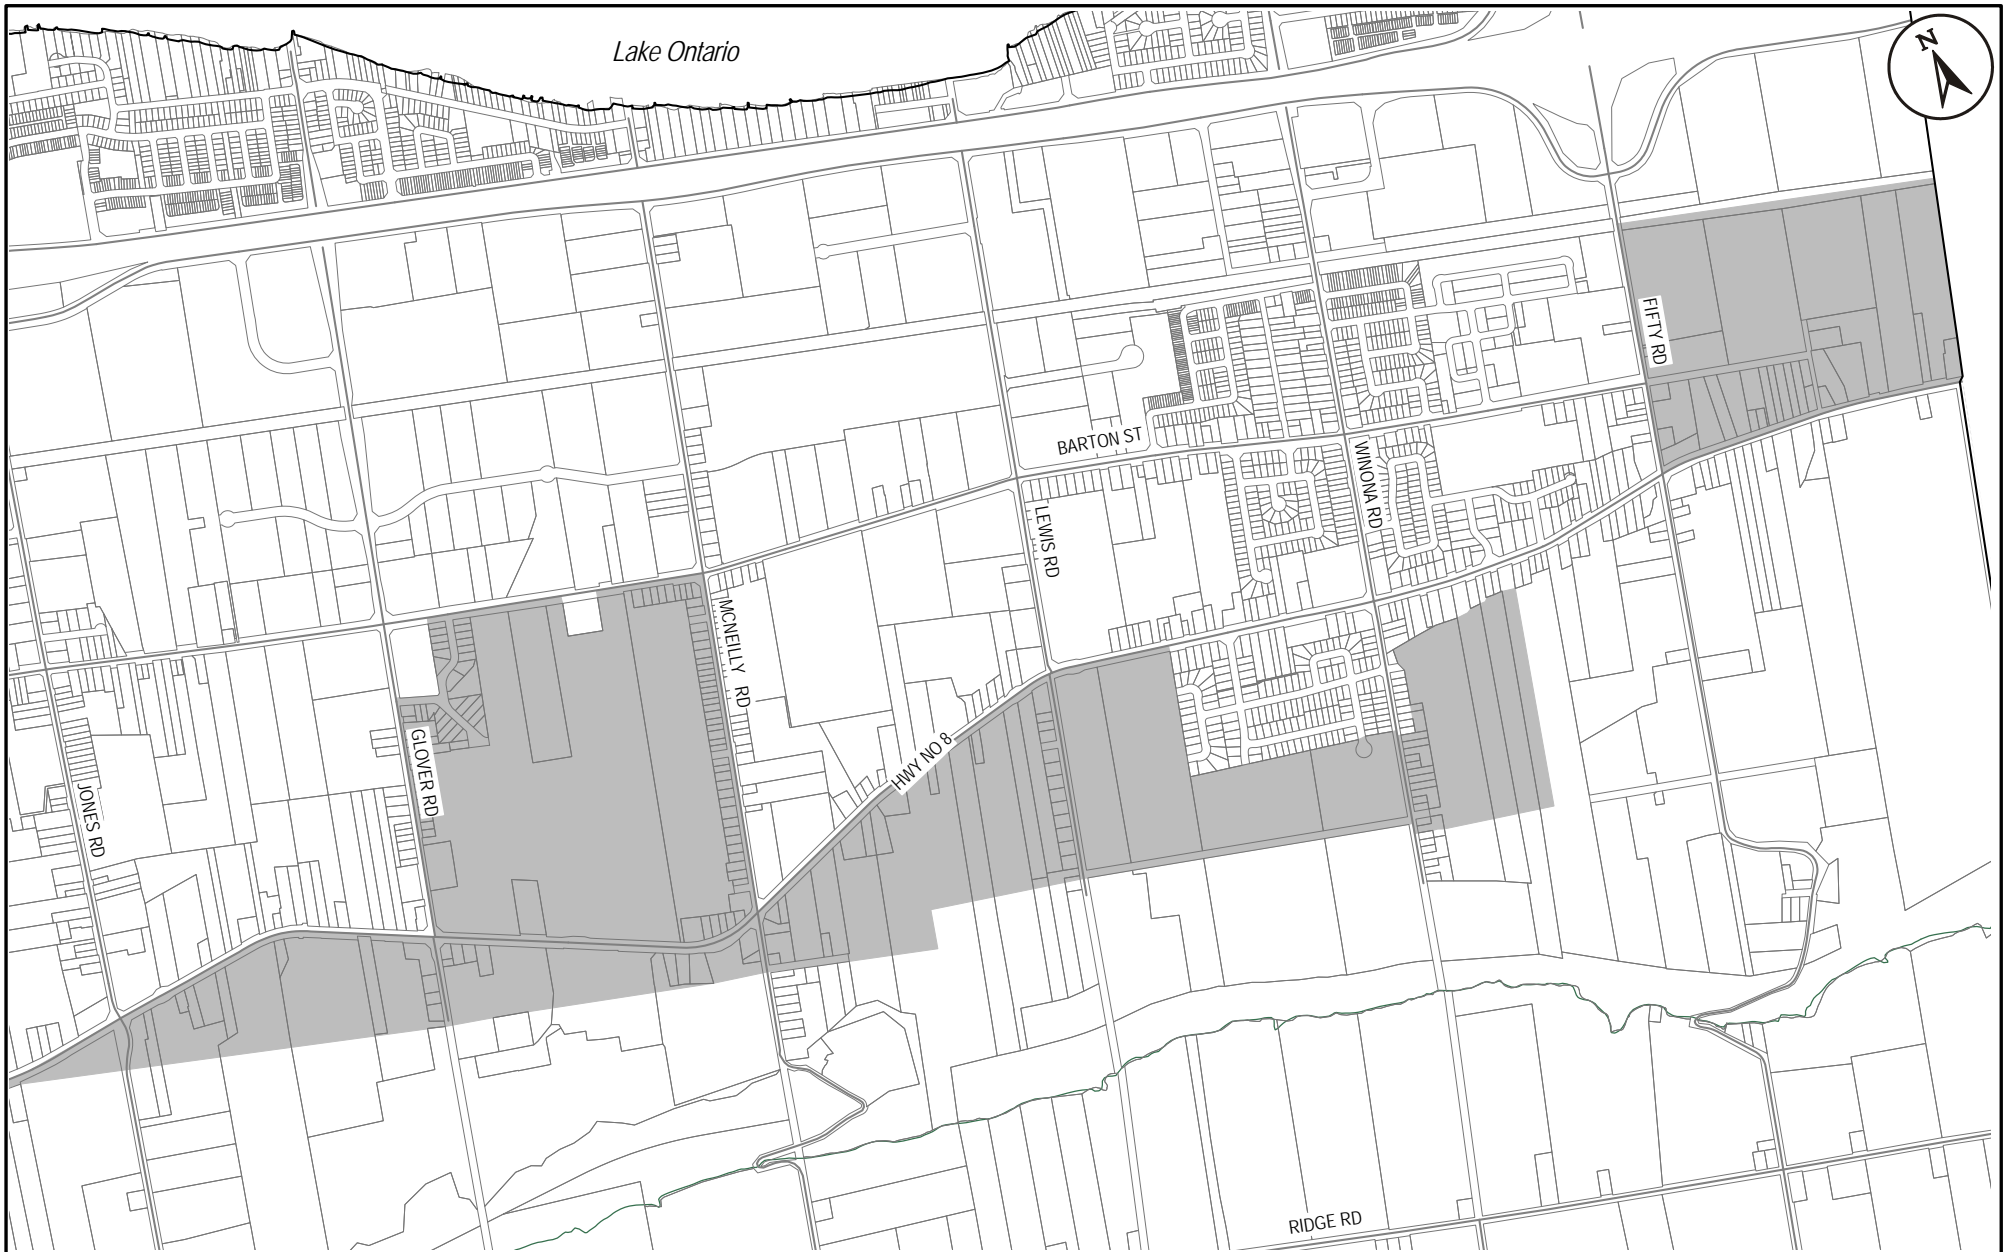 Lake Ontario
N
FIFTY RD
BARTON ST
WINONA RD
LEWIS RD
MCNEILLY RD
HWY NO 8
GLOVER RD
JONES RD
RIDGE RD